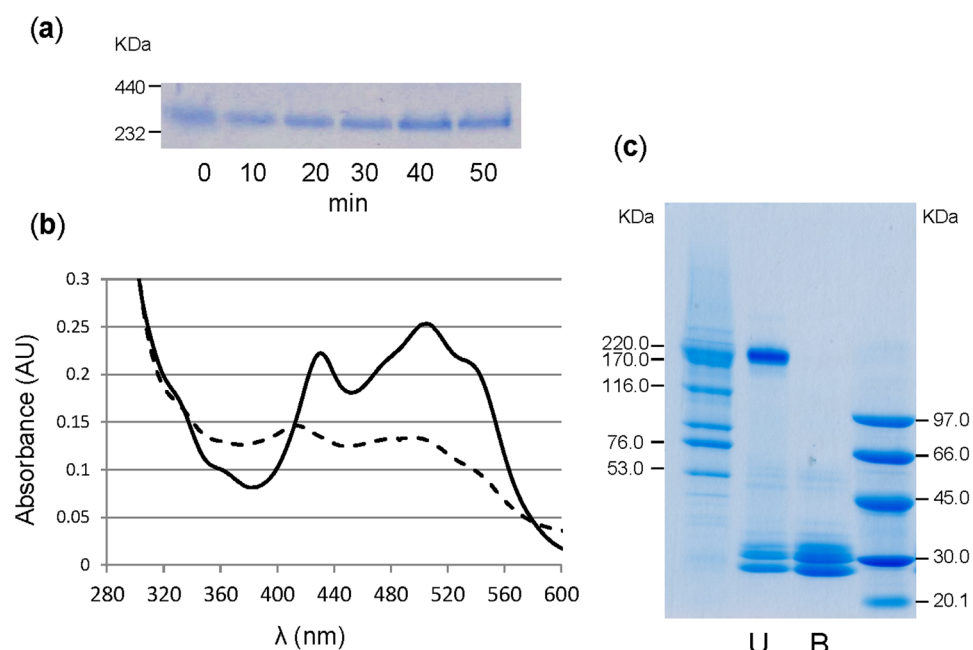 (a)
KDa
440
232
0 10 20 30 40 50
min
(b)
0.3
0.25
0.2
0.15
0.1
0.05
0
280 320 360 400 440 480 520 560 600
Absorbance (AU)
λ (nm)
(c)
KDa KDa
220.0
170.0
116.0
76.0
53.0
97.0
66.0
45.0
30.0
20.1
U B